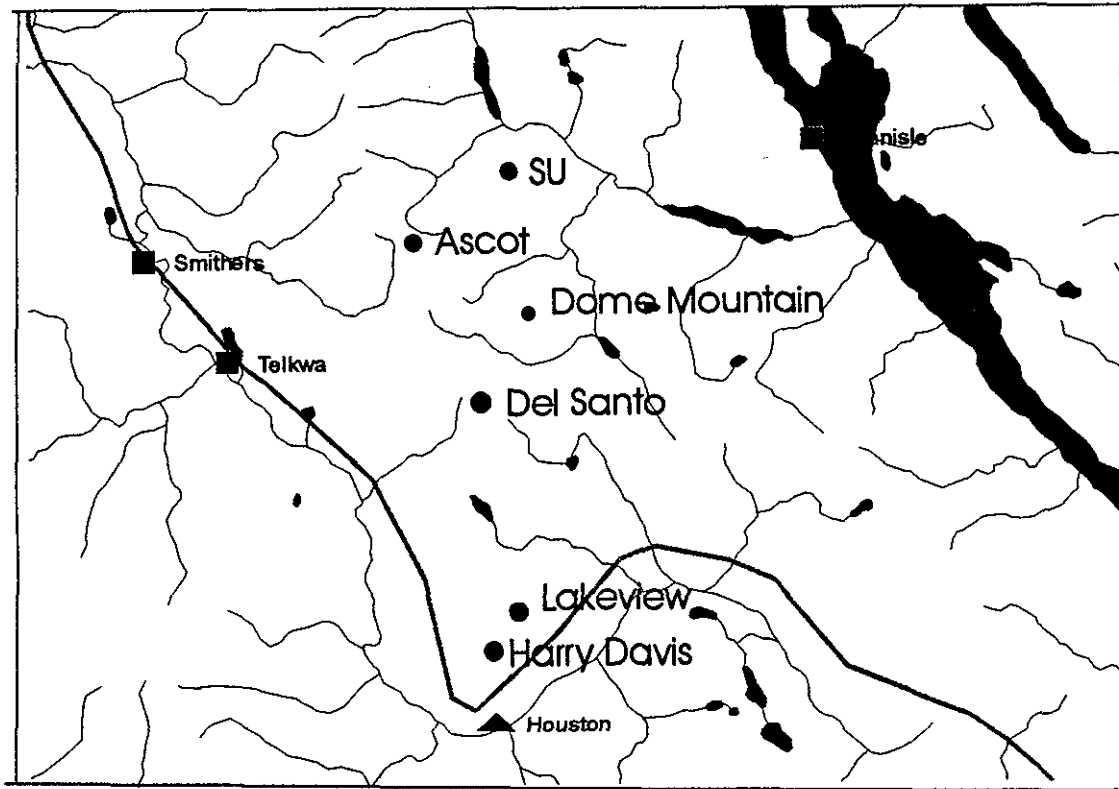 SU
Ascot
Smithers
Dome Mountain
Telkwa
Del Santo
Lakeview
Harry Davis
Houston